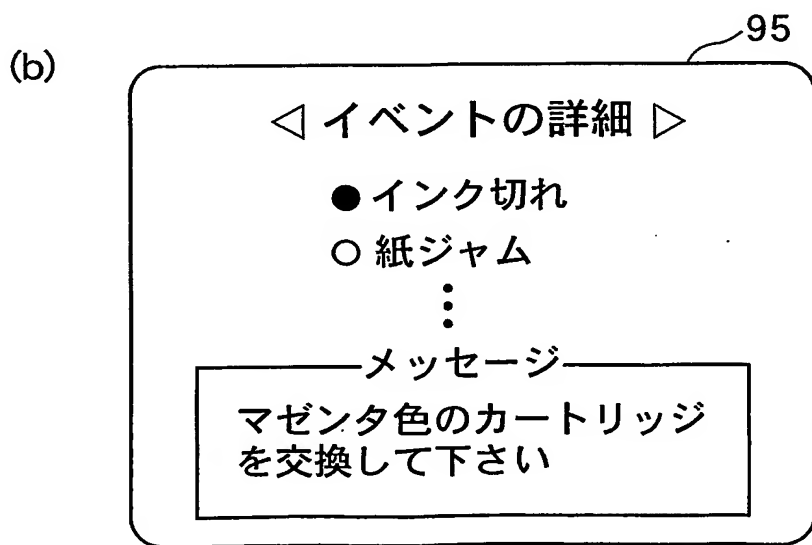 95
(b)
◁ イベントの詳細 ▷
● インク切れ
○ 紙ジャム
⋮
メッセージ
マゼンタ色のカートリッジ
を交換して下さい